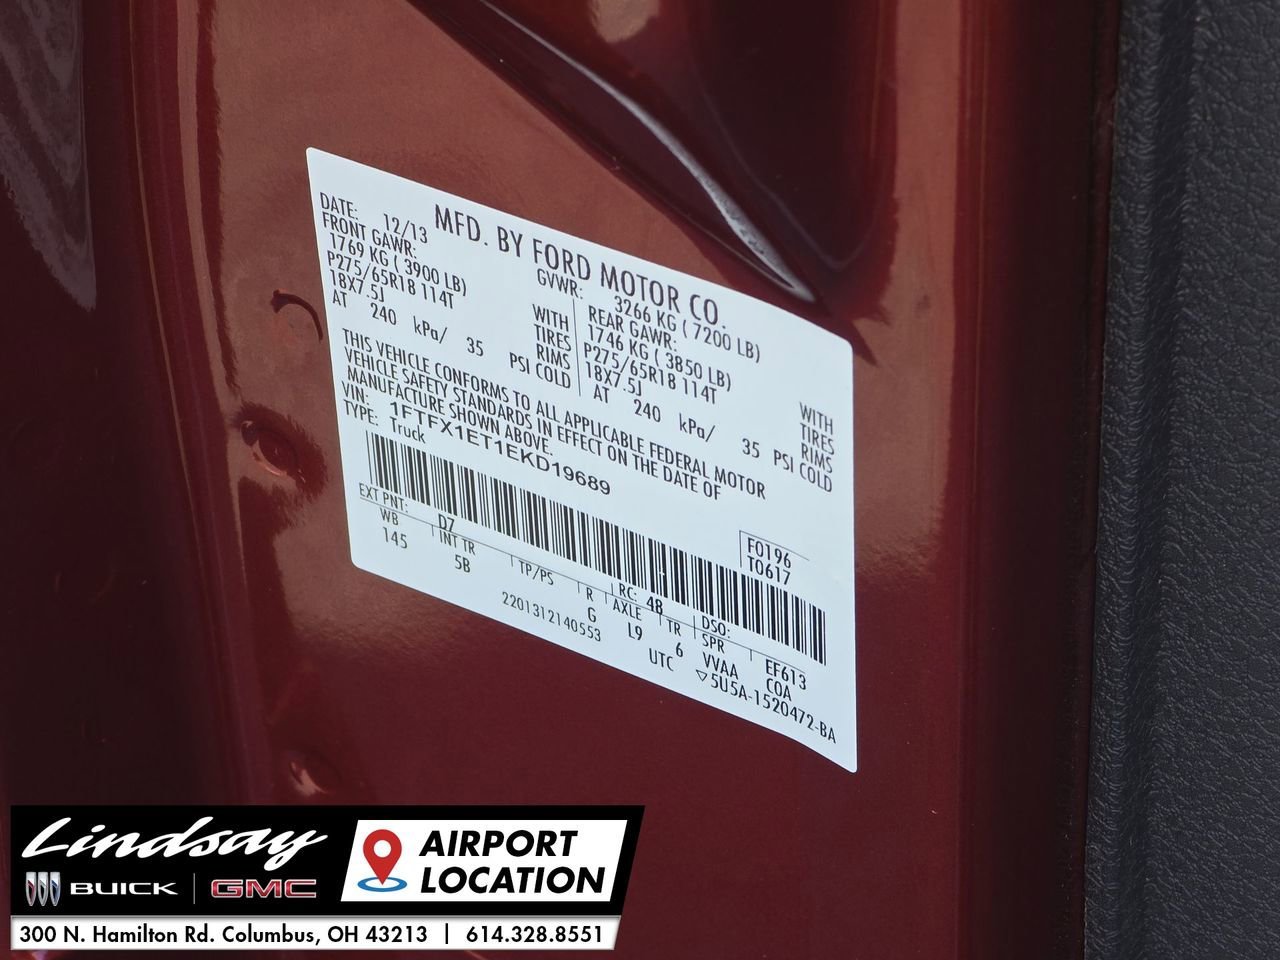 MFD. BY FORD MOTOR CO.
DATE: 12/13
GVWR: 3266 KG ( 7200 LB)
FRONT GAWR:
1769 KG ( 3900 LB)
P275/65R18 114T
18X7.5J
AT 240 kPa/ 35 PSI COLD
WITH
TIRES
RIMS
REAR GAWR:
1746 KG ( 3850 LB)
P275/65R18 114T
18X7.5J
AT 240 kPa/ 35 PSI COLD
WITH
TIRES
RIMS
THIS VEHICLE CONFORMS TO ALL APPLICABLE FEDERAL MOTOR
VEHICLE SAFETY STANDARDS IN EFFECT ON THE DATE OF
MANUFACTURE SHOWN ABOVE.
VIN: 1FTFX1ET1EKD19689
TYPE: Truck
F0196
T0617
EXT PNT: D7
RC: 48
DSO:
WB
INT TR
TP/PS
R
AXLE
TR
SPR
EF613
145
5B
G
L9
6
VVAA
COA
2201312140553
UTC
▽5U5A-1520472-BA
Lindsay
BUICK | GMC
AIRPORT
LOCATION
300 N. Hamilton Rd. Columbus, OH 43213 | 614.328.8551